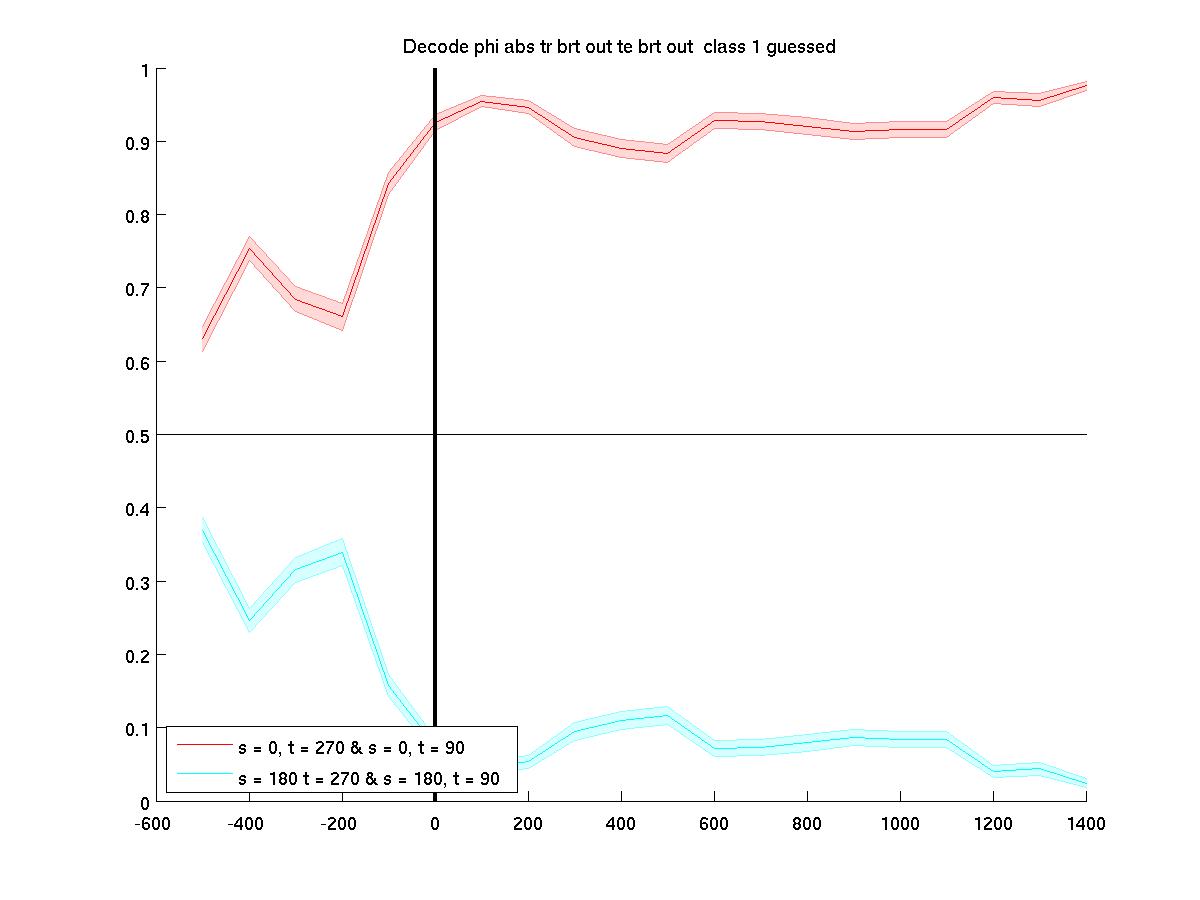 Decode phi abs tr brt out te brt out  class 1 guessed
1
0.9
0.8
0.7
0.6
0.5
0.4
0.3
0.2
0.1
0
s = 0, t = 270 & s = 0, t = 90
s = 180 t = 270 & s = 180, t = 90
-600 -400 -200 0 200 400 600 800 1000 1200 1400